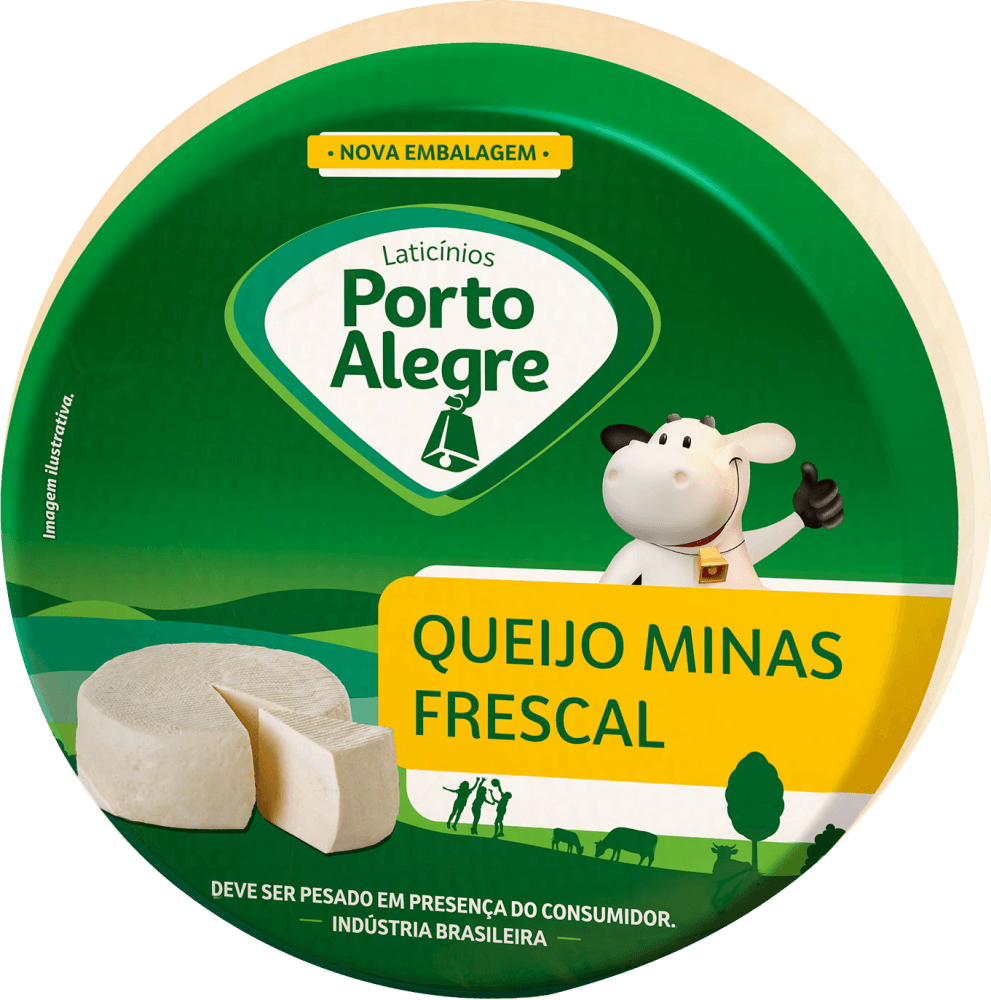 • NOVA EMBALAGEM •
Laticínios
Porto
Alegre
Imagem ilustrativa.
QUEIJO MINAS
FRESCAL
DEVE SER PESADO EM PRESENÇA DO CONSUMIDOR.
INDÚSTRIA BRASILEIRA